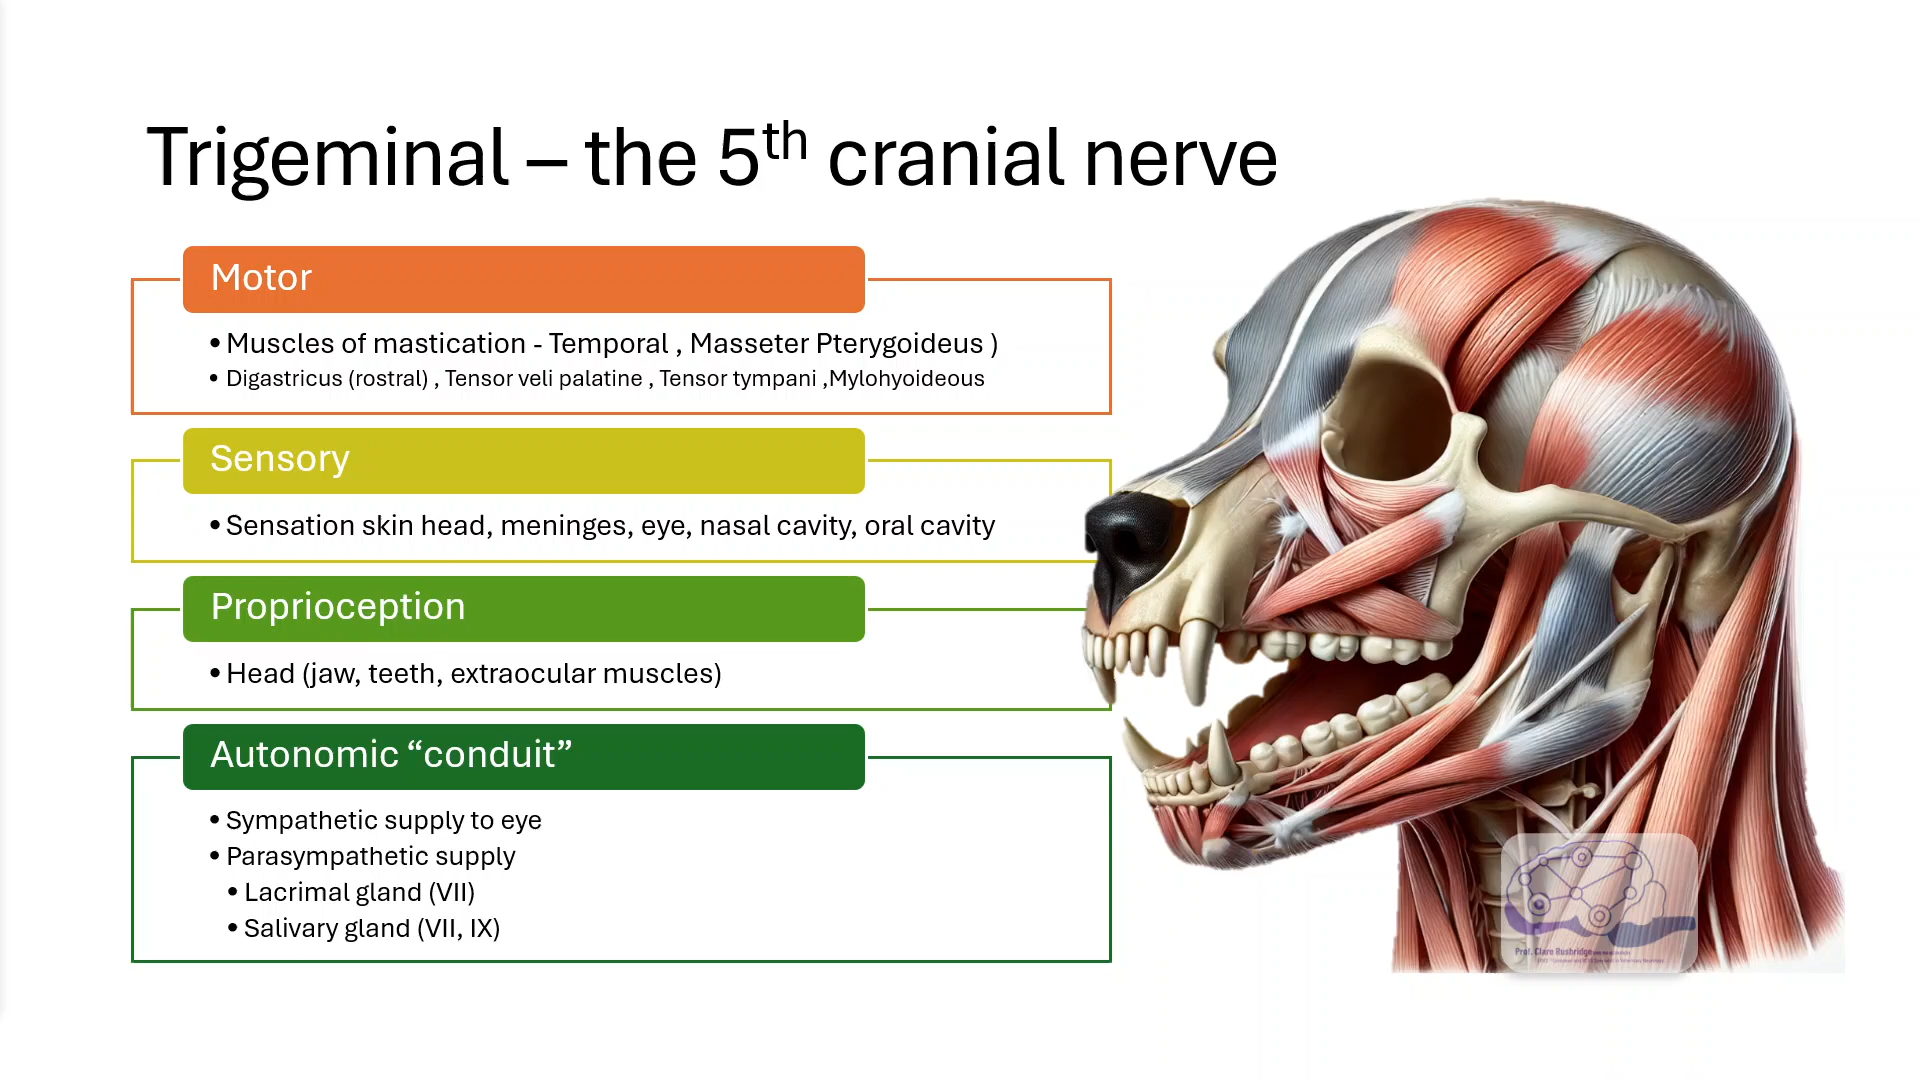 Trigeminal – the 5th cranial nerve
Motor
• Muscles of mastication - Temporal , Masseter Pterygoideus )
• Digastricus (rostral) , Tensor veli palatine , Tensor tympani ,Mylohyoideous
Sensory
• Sensation skin head, meninges, eye, nasal cavity, oral cavity
Proprioception
• Head (jaw, teeth, extraocular muscles)
Autonomic “conduit”
• Sympathetic supply to eye
• Parasympathetic supply
• Lacrimal gland (VII)
• Salivary gland (VII, IX)
Prof. Clare Rusbridge